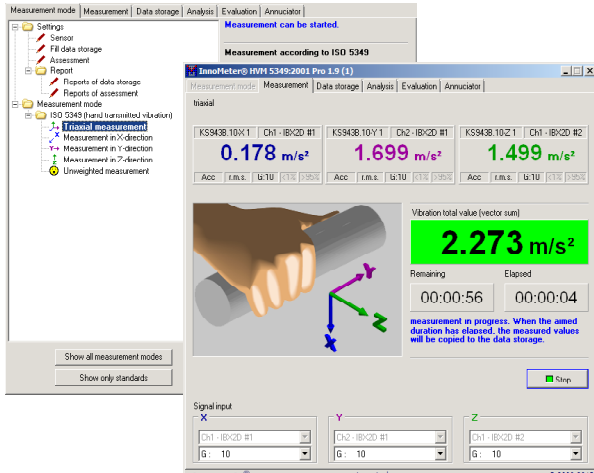 Measurement mode Measurement Data storage Analysis Evaluation Annuciator
Measurement can be started.
Measurement according to ISO 5349
Settings
Sensor
Fill data storage
Assessment
Report
Reports of data storage
Reports of assessment
Measurement mode
ISO 5349 (hand transmitted vibration)
Triaxial measurement
Measurement in X-direction
Measurement in Y-direction
Measurement in Z-direction
Unweighted measurement
Show all measurement modes
Show only standards
InnoMeter® HVM 5349:2001 Pro 1.9 (1)
Measurement mode Measurement Data storage Analysis Evaluation Annuciator
triaxial
KS943B.10-X 1 Ch1 - IBX2D #1 KS943B.10-Y 1 Ch2 - IBX2D #1 KS943B.10-Z 1 Ch1 - IBX2D #2
0.178 m/s² 1.699 m/s² 1.499 m/s²
Acc r.m.s. G:10 <1% >95% Acc r.m.s. G:10 <1% >95% Acc r.m.s. G:10 <1% >95%
Vibration total value (vector sum)
2.273 m/s²
Remaining Elapsed
00:00:56 00:00:04
measurement in progress. When the aimed
duration has elapsed. the measured values
will be copied to the data storage.
Y
Z
X
Stop
Signal input
X Y Z
Ch1 - IBX2D #1 Ch2 - IBX2D #1 Ch1 - IBX2D #2
G : 10 G : 10 G : 10